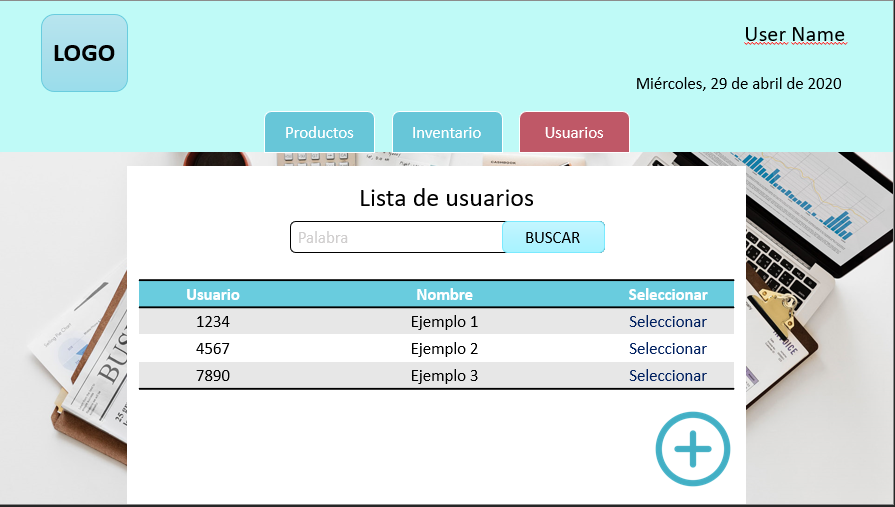 LOGO
User Name
Miércoles, 29 de abril de 2020
Productos Inventario Usuarios
Lista de usuarios
Palabra BUSCAR
Usuario Nombre Seleccionar
1234 Ejemplo 1 Seleccionar
4567 Ejemplo 2 Seleccionar
7890 Ejemplo 3 Seleccionar
BUS